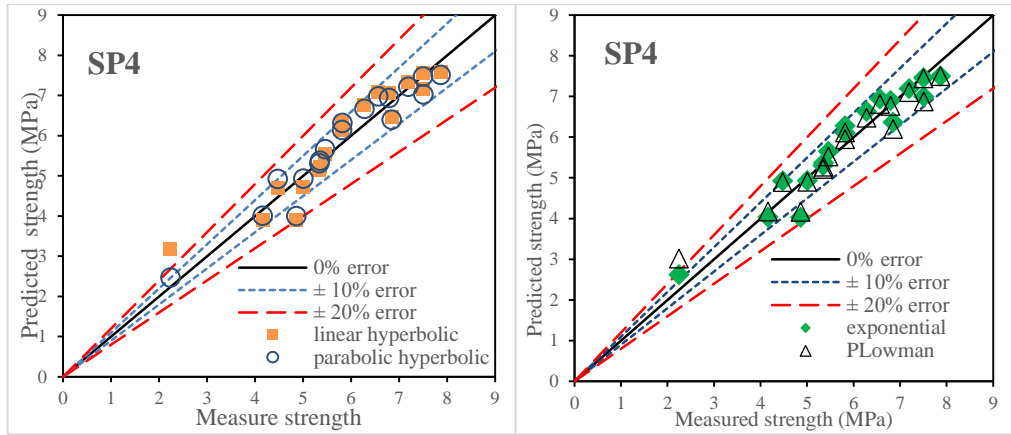 9
8
7
6
5
4
3
2
1
0
Predicted strength (MPa)
SP4
0% error
± 10% error
± 20% error
linear hyperbolic
parabolic hyperbolic
0 1 2 3 4 5 6 7 8 9
Measure strength
9
8
7
6
5
4
3
2
1
0
Predicted strength (MPa)
SP4
0% error
± 10% error
± 20% error
exponential
PLowman
0 1 2 3 4 5 6 7 8 9
Measured strength (MPa)